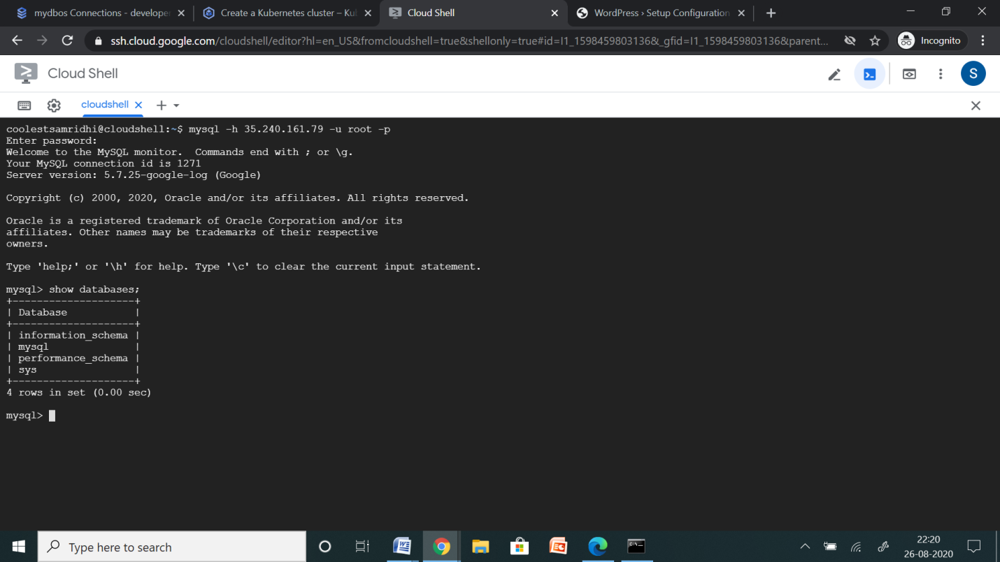 mydbos Connections - developer
Create a Kubernetes cluster – Ku
Cloud Shell
WordPress › Setup Configuration
ssh.cloud.google.com/cloudshell/editor?hl=en_US&fromcloudshell=true&shellonly=true#id=I1_1598459803136&_gfid=I1_1598459803136&parent...
Incognito
Cloud Shell
S
cloudshell
coolestsamridhi@cloudshell:~$ mysql -h 35.240.161.79 -u root -p
Enter password:
Welcome to the MySQL monitor.  Commands end with ; or \g.
Your MySQL connection id is 1271
Server version: 5.7.25-google-log (Google)
Copyright (c) 2000, 2020, Oracle and/or its affiliates. All rights reserved.
Oracle is a registered trademark of Oracle Corporation and/or its
affiliates. Other names may be trademarks of their respective
owners.
Type 'help;' or '\h' for help. Type '\c' to clear the current input statement.
mysql> show databases;
+--------------------+
| Database           |
+--------------------+
| information_schema |
| mysql              |
| performance_schema |
| sys                |
+--------------------+
4 rows in set (0.00 sec)
mysql>
Type here to search
22:20
26-08-2020